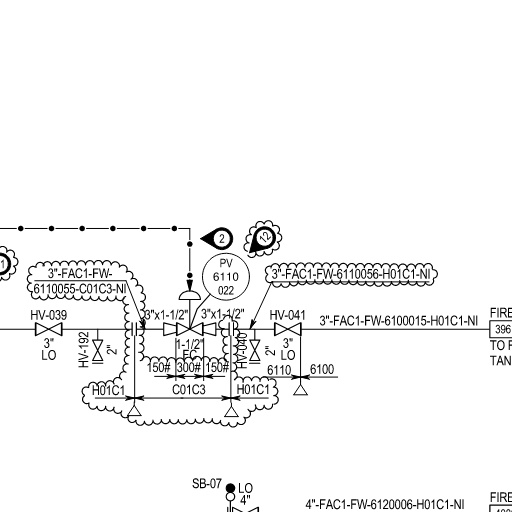 2
12
1
PV
6110
022
3"-FAC1-FW-
6110055-C01C3-NI
3"-FAC1-FW-6110056-H01C1-NI
HV-039
3"
LO
HV-192
2"
3"x1-1/2"
3"x1-1/2"
1-1/2"
FC
HV-040
2"
HV-041
3"
LO
3"-FAC1-FW-6100015-H01C1-NI
FIRE
396
TO F
TAN
150#
300#
150#
6110
6100
H01C1
C01C3
H01C1
SB-07
LO
4"
4"-FAC1-FW-6120006-H01C1-NI
FIRE